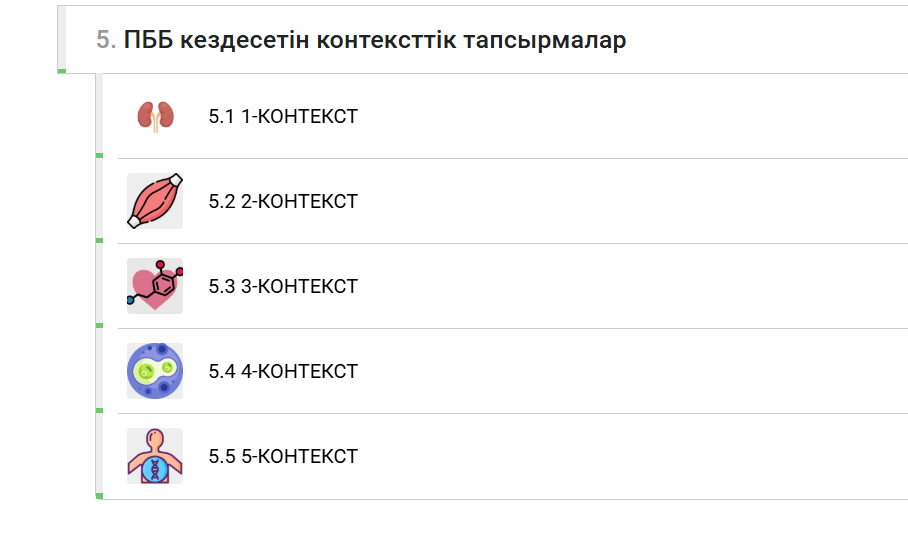 5. ПББ кездесетін контексттік тапсырмалар
5.1 1-КОНТЕКСТ
5.2 2-КОНТЕКСТ
5.3 3-КОНТЕКСТ
5.4 4-КОНТЕКСТ
5.5 5-КОНТЕКСТ